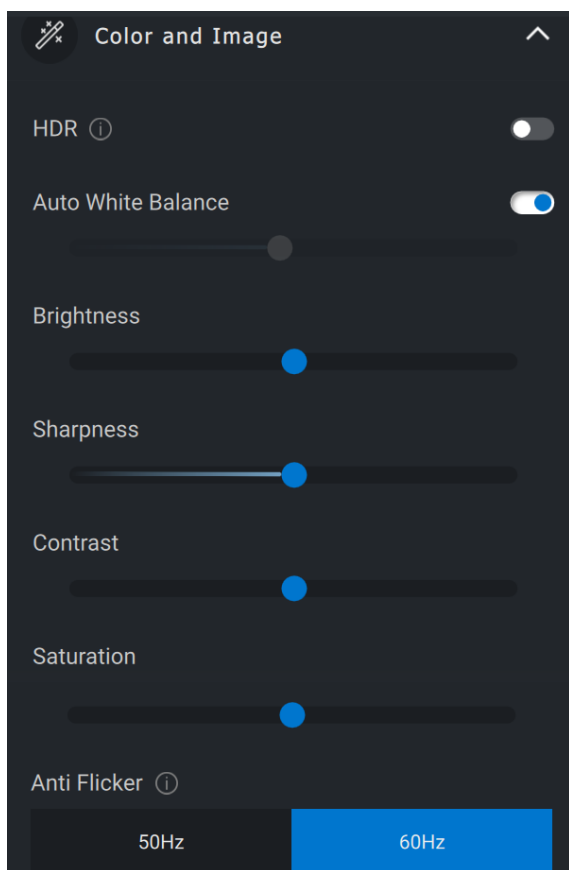 Color and Image
HDR
Auto White Balance
Brightness
Sharpness
Contrast
Saturation
Anti Flicker
50Hz
60Hz